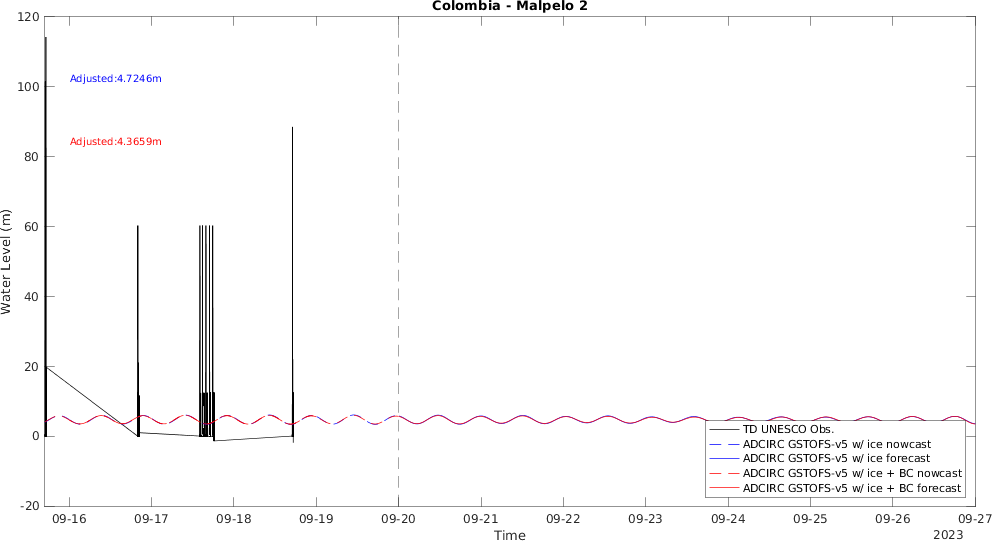 Colombia - Malpelo 2
120
100
80
60
40
20
0
-20
Water Level (m)
Adjusted:4.7246m
Adjusted:4.3659m
TD UNESCO Obs.
ADCIRC GSTOFS-v5 w/ ice nowcast
ADCIRC GSTOFS-v5 w/ ice forecast
ADCIRC GSTOFS-v5 w/ ice + BC nowcast
ADCIRC GSTOFS-v5 w/ ice + BC forecast
09-16 09-17 09-18 09-19 09-20 09-21 09-22 09-23 09-24 09-25 09-26 09-27
Time
2023